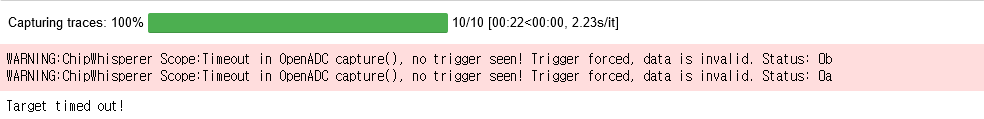 Capturing traces: 100% 10/10 [00:22<00:00, 2.23s/it]
WARNING:ChipWhisperer Scope:Timeout in OpenADC capture(), no trigger seen! Trigger forced, data is invalid. Status: 0b
WARNING:ChipWhisperer Scope:Timeout in OpenADC capture(), no trigger seen! Trigger forced, data is invalid. Status: 0a
Target timed out!